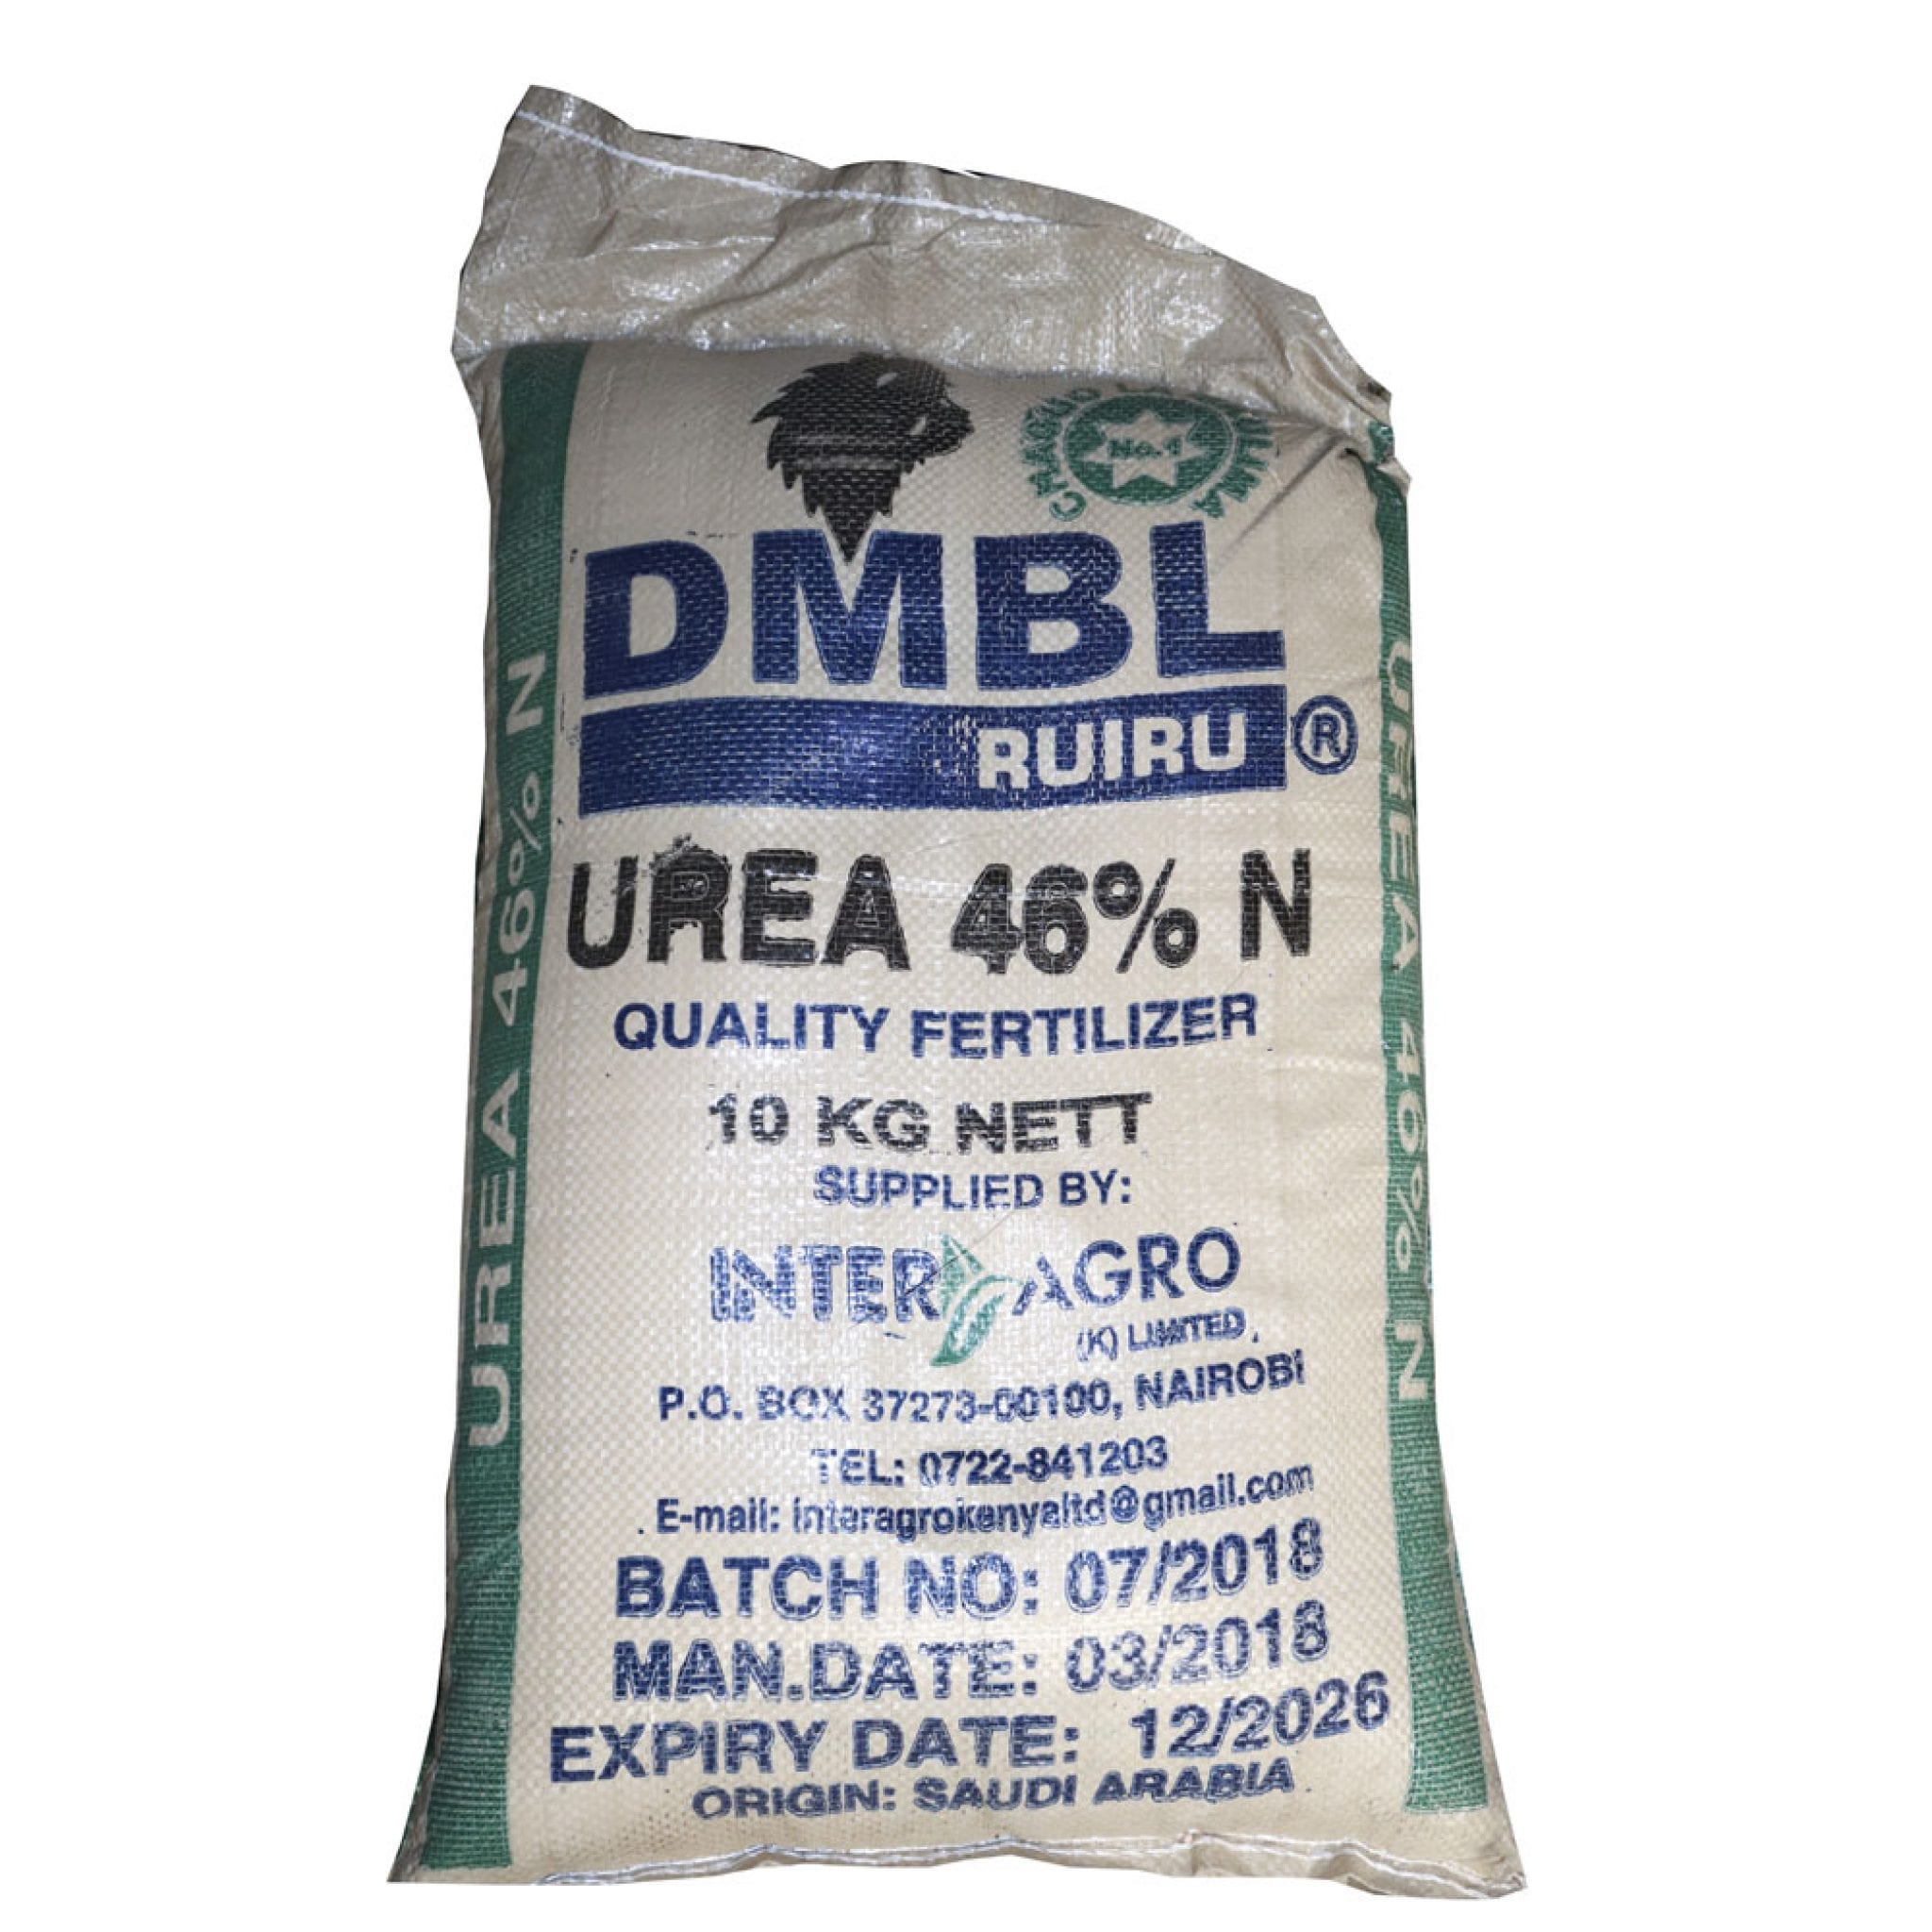 No.1
DMBL
RUIRU ®
UREA 46% N
QUALITY FERTILIZER
10 KG NETT
SUPPLIED BY:
INTER AGRO
(K) LIMITED,
P.O. BOX 37273-00100, NAIROBI
TEL: 0722-841203
E-mail: interagrokenyaltd@gmail.com
BATCH NO: 07/2018
MAN.DATE: 03/2018
EXPIRY DATE: 12/2026
ORIGIN: SAUDI ARABIA
UREA 46% N
UREA 46% N